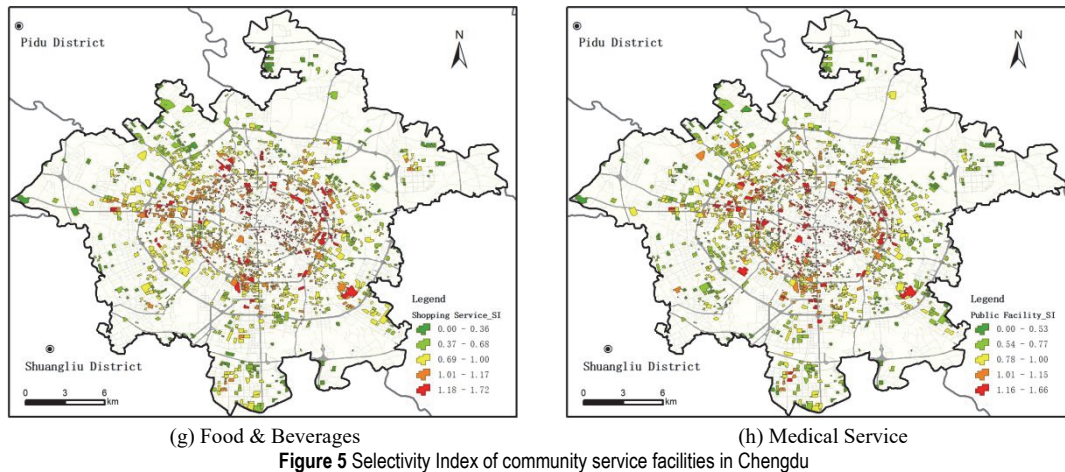 Pidu District
N
Shuangliu District
0 3 6
km
Legend
Shopping Service_SI
0.00 - 0.36
0.37 - 0.68
0.69 - 1.00
1.01 - 1.17
1.18 - 1.72
(g) Food & Beverages
Pidu District
N
Shuangliu District
0 3 6
km
Legend
Public Facility_SI
0.00 - 0.53
0.54 - 0.77
0.78 - 1.00
1.01 - 1.15
1.16 - 1.66
(h) Medical Service
Figure 5 Selectivity Index of community service facilities in Chengdu